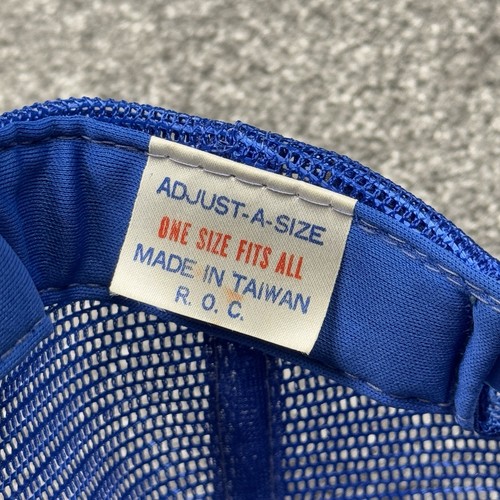 ADJUST-A-SIZE
ONE SIZE FITS ALL
MADE IN TAIWAN
R. O. C.